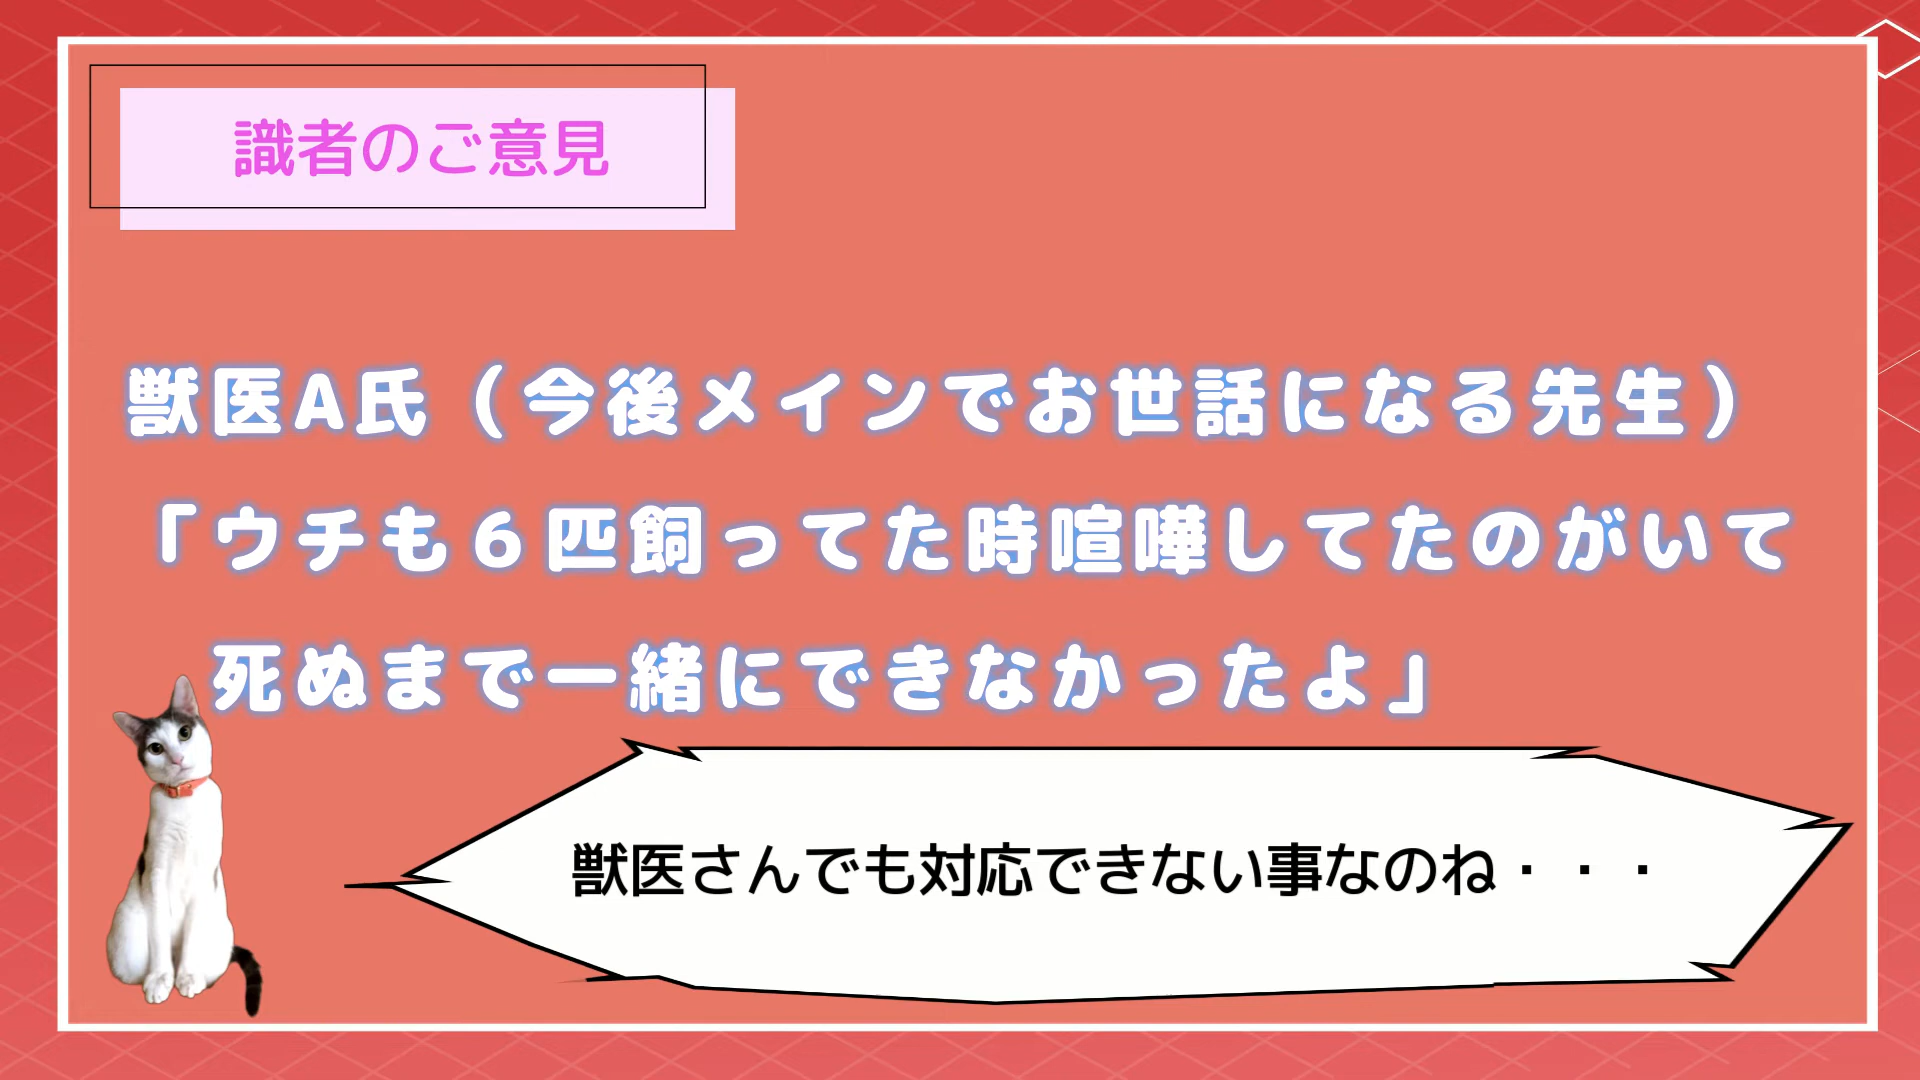 識者のご意見
獣医A氏（今後メインでお世話になる先生）
「ウチも６匹飼ってた時喧嘩してたのがいて
死ぬまで一緒にできなかったよ」
獣医さんでも対応できない事なのね・・・